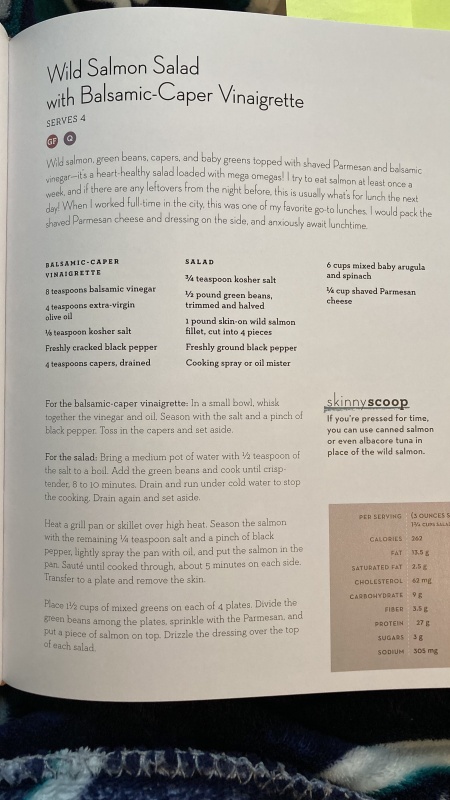 Wild Salmon Salad
with Balsamic-Caper Vinaigrette
SERVES 4
GF Q
Wild salmon, green beans, capers, and baby greens topped with shaved Parmesan and balsamic
vinegar—it's a heart-healthy salad loaded with mega omegas! I try to eat salmon at least once a
week, and if there are any leftovers from the night before, this is usually what's for lunch the next
day! When I worked full-time in the city, this was one of my favorite go-to lunches. I would pack the
shaved Parmesan cheese and dressing on the side, and anxiously await lunchtime.
BALSAMIC-CAPER
VINAIGRETTE
8 teaspoons balsamic vinegar
4 teaspoons extra-virgin
olive oil
⅛ teaspoon kosher salt
Freshly cracked black pepper
4 teaspoons capers, drained
SALAD
¾ teaspoon kosher salt
½ pound green beans,
trimmed and halved
1 pound skin-on wild salmon
fillet, cut into 4 pieces
Freshly ground black pepper
Cooking spray or oil mister
6 cups mixed baby arugula
and spinach
¼ cup shaved Parmesan
cheese
For the balsamic-caper vinaigrette: In a small bowl, whisk
together the vinegar and oil. Season with the salt and a pinch of
black pepper. Toss in the capers and set aside.
For the salad: Bring a medium pot of water with ½ teaspoon of
the salt to a boil. Add the green beans and cook until crisp-
tender, 8 to 10 minutes. Drain and run under cold water to stop
the cooking. Drain again and set aside.
Heat a grill pan or skillet over high heat. Season the salmon
with the remaining ¼ teaspoon salt and a pinch of black
pepper, lightly spray the pan with oil, and put the salmon in the
pan. Sauté until cooked through, about 5 minutes on each side.
Transfer to a plate and remove the skin.
Place 1½ cups of mixed greens on each of 4 plates. Divide the
green beans among the plates, sprinkle with the Parmesan, and
put a piece of salmon on top. Drizzle the dressing over the top
of each salad.
skinnyscoop
If you're pressed for time,
you can use canned salmon
or even albacore tuna in
place of the wild salmon.
PER SERVING (3 OUNCES S
1½ CUPS SALA
CALORIES 262
FAT 13.5 g
SATURATED FAT 2.5 g
CHOLESTEROL 62 mg
CARBOHYDRATE 9 g
FIBER 3.5 g
PROTEIN 27 g
SUGARS 3 g
SODIUM 305 mg